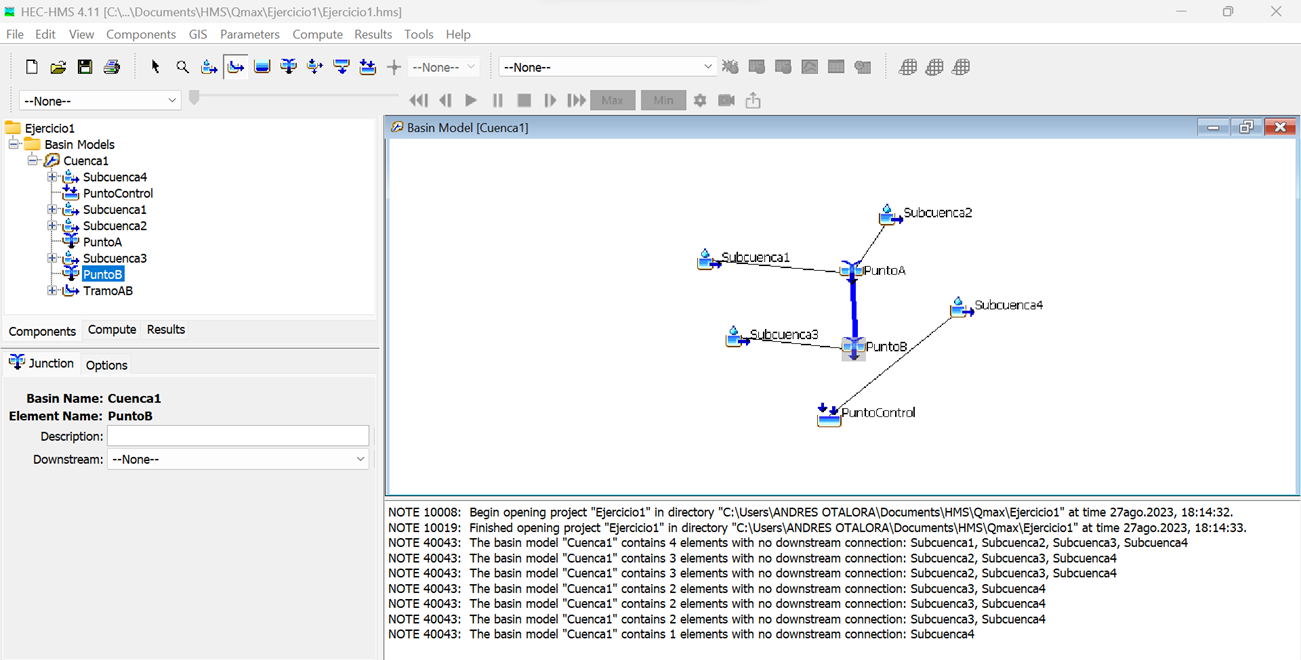 HEC-HMS 4.11 [C:\...\Documents\HMS\Qmax\Ejercicio1\Ejercicio1.hms]
File Edit View Components GIS Parameters Compute Results Tools Help
--None-- --None--
--None-- Max Min
Ejercicio1
Basin Models
Cuenca1
Subcuenca4
PuntoControl
Subcuenca1
Subcuenca2
PuntoA
Subcuenca3
PuntoB
TramoAB
Components Compute Results
Junction Options
Basin Name: Cuenca1
Element Name: PuntoB
Description:
Downstream: --None--
Basin Model [Cuenca1]
Subcuenca2
Subcuenca1
PuntoA
Subcuenca4
Subcuenca3
PuntoB
PuntoControl
NOTE 10008: Begin opening project "Ejercicio1" in directory "C:\Users\ANDRES OTALORA\Documents\HMS\Qmax\Ejercicio1" at time 27ago.2023, 18:14:32.
NOTE 10019: Finished opening project "Ejercicio1" in directory "C:\Users\ANDRES OTALORA\Documents\HMS\Qmax\Ejercicio1" at time 27ago.2023, 18:14:33.
NOTE 40043: The basin model "Cuenca1" contains 4 elements with no downstream connection: Subcuenca1, Subcuenca2, Subcuenca3, Subcuenca4
NOTE 40043: The basin model "Cuenca1" contains 3 elements with no downstream connection: Subcuenca2, Subcuenca3, Subcuenca4
NOTE 40043: The basin model "Cuenca1" contains 3 elements with no downstream connection: Subcuenca2, Subcuenca3, Subcuenca4
NOTE 40043: The basin model "Cuenca1" contains 2 elements with no downstream connection: Subcuenca3, Subcuenca4
NOTE 40043: The basin model "Cuenca1" contains 2 elements with no downstream connection: Subcuenca3, Subcuenca4
NOTE 40043: The basin model "Cuenca1" contains 2 elements with no downstream connection: Subcuenca3, Subcuenca4
NOTE 40043: The basin model "Cuenca1" contains 1 elements with no downstream connection: Subcuenca4